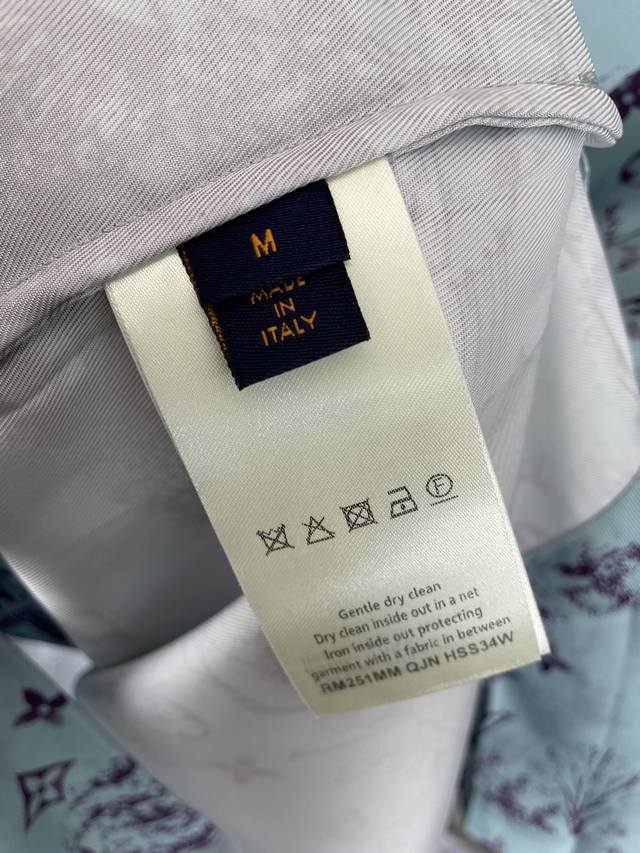 M
MADE
IN
ITALY
F
Gentle dry clean
Dry clean inside out in a net
Iron inside out protecting
garment with a fabric in between
RM251MM QJN HSS34W